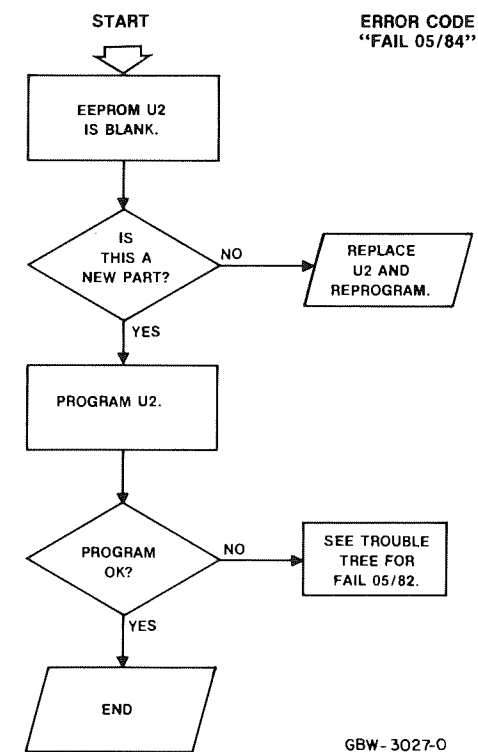 START
ERROR CODE
“FAIL 05/84”
EEPROM U2
IS BLANK.
IS
THIS A
NEW PART?
NO
REPLACE
U2 AND
REPROGRAM.
YES
PROGRAM U2.
PROGRAM
OK?
NO
SEE TROUBLE
TREE FOR
FAIL 05/82.
YES
END
GBW-3027-O